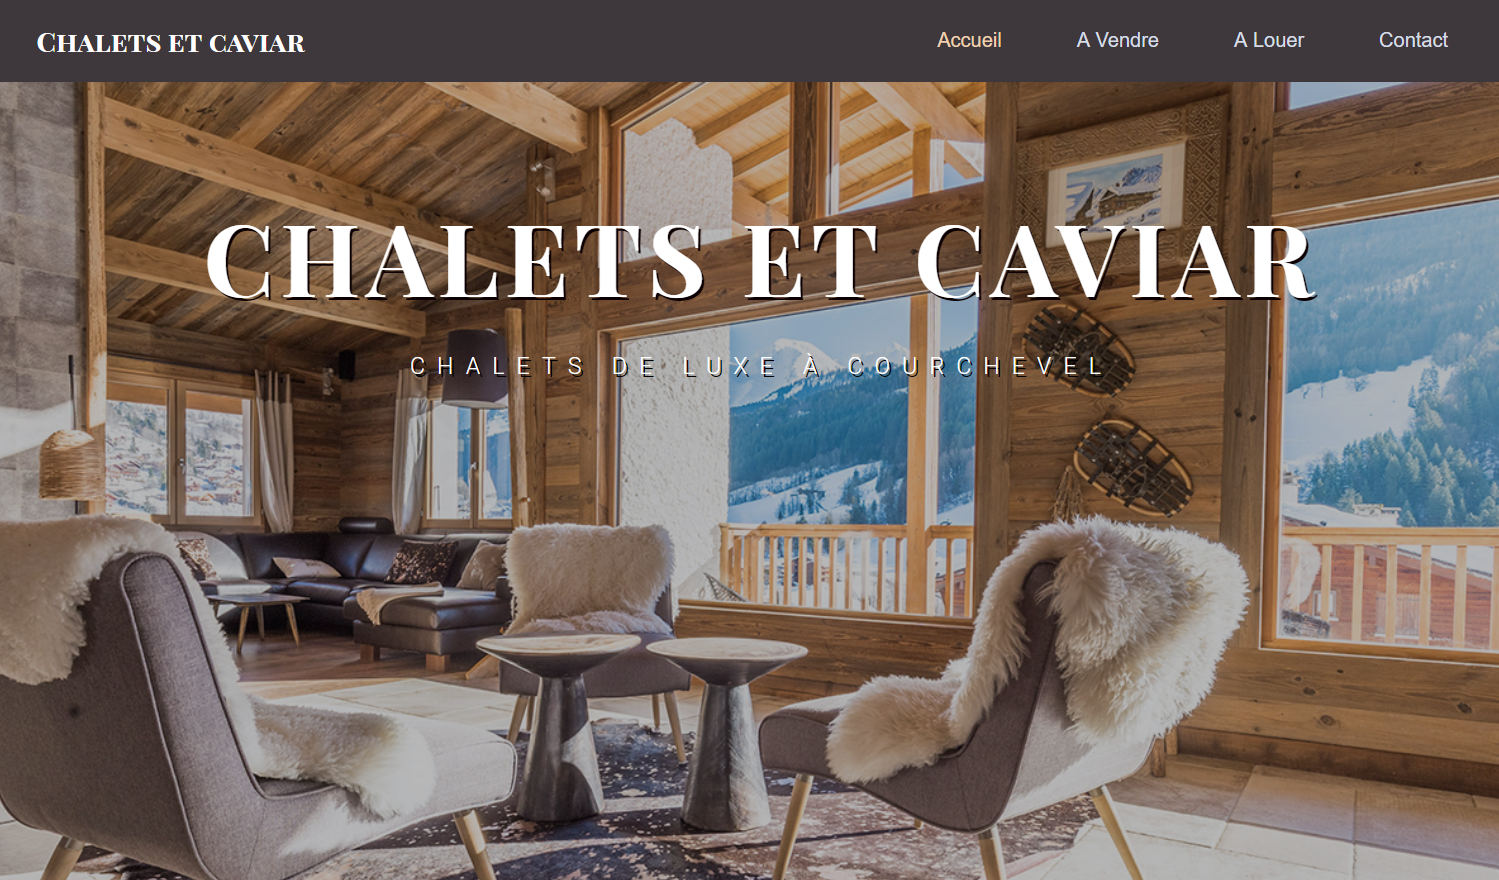 Chalets et caviar
Accueil
A Vendre
A Louer
Contact
CHALETS ET CAVIAR
CHALETS DE LUXE À COURCHEVEL